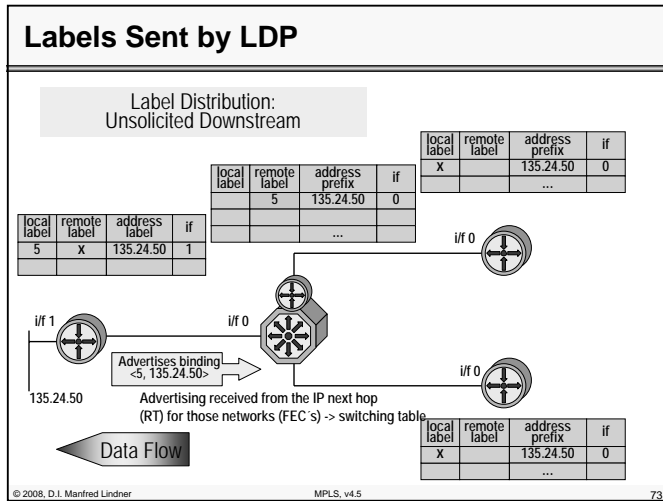 Labels Sent by LDP
Label Distribution:
Unsolicited Downstream
local label remote label address prefix if
X 135.24.50 0
...
local label remote label address prefix if
5 135.24.50 0
...
local label remote label address label if
5 X 135.24.50 1
i/f 0
i/f 1
i/f 0
Advertises binding
<5, 135.24.50>
i/f 0
135.24.50
Advertising received from the IP next hop
(RT) for those networks (FEC´s) -> switching table
Data Flow
local label remote label address prefix if
X 135.24.50 0
...
© 2008, D.I. Manfred Lindner
MPLS, v4.5
73